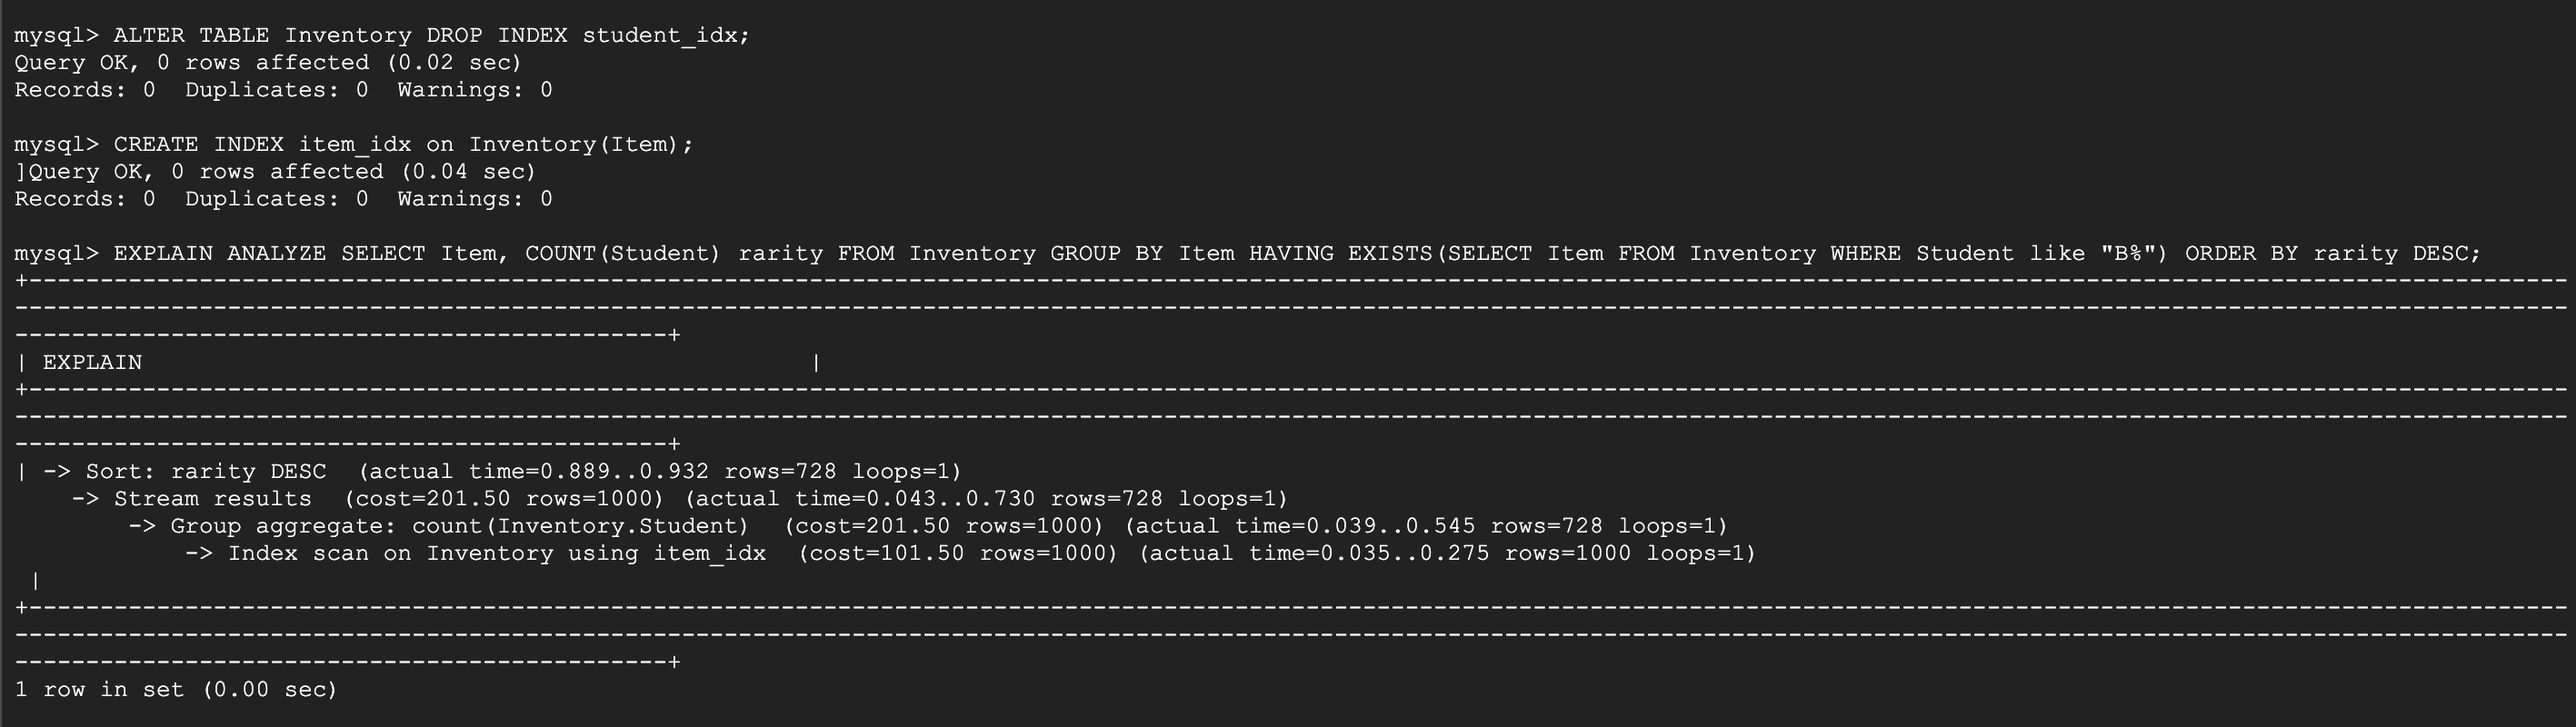 mysql> ALTER TABLE Inventory DROP INDEX student_idx;
Query OK, 0 rows affected (0.02 sec)
Records: 0  Duplicates: 0  Warnings: 0
mysql> CREATE INDEX item_idx on Inventory(Item);
]Query OK, 0 rows affected (0.04 sec)
Records: 0  Duplicates: 0  Warnings: 0
mysql> EXPLAIN ANALYZE SELECT Item, COUNT(Student) rarity FROM Inventory GROUP BY Item HAVING EXISTS(SELECT Item FROM Inventory WHERE Student like "B%") ORDER BY rarity DESC;
| EXPLAIN                                                |
| -> Sort: rarity DESC  (actual time=0.889..0.932 rows=728 loops=1)
    -> Stream results  (cost=201.50 rows=1000) (actual time=0.043..0.730 rows=728 loops=1)
        -> Group aggregate: count(Inventory.Student)  (cost=201.50 rows=1000) (actual time=0.039..0.545 rows=728 loops=1)
            -> Index scan on Inventory using item_idx  (cost=101.50 rows=1000) (actual time=0.035..0.275 rows=1000 loops=1)
 |
1 row in set (0.00 sec)